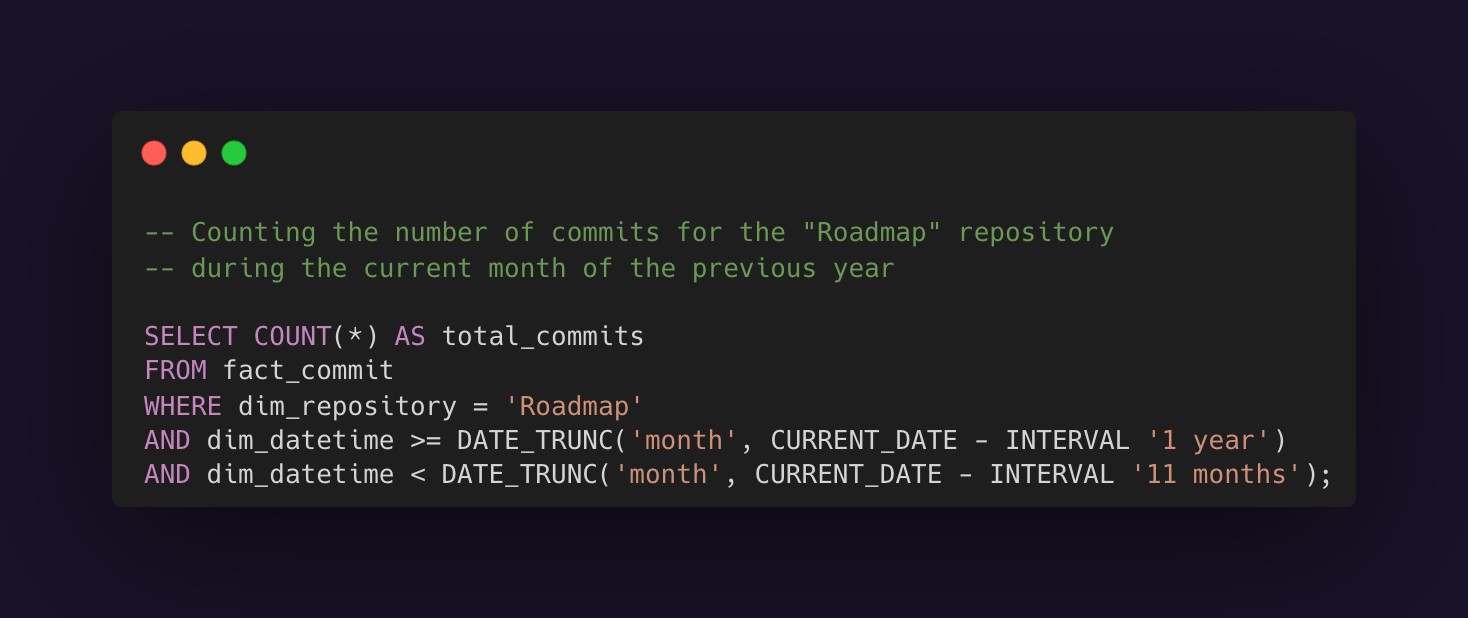 -- Counting the number of commits for the "Roadmap" repository
-- during the current month of the previous year
SELECT COUNT(*) AS total_commits
FROM fact_commit
WHERE dim_repository = 'Roadmap'
AND dim_datetime >= DATE_TRUNC('month', CURRENT_DATE - INTERVAL '1 year')
AND dim_datetime < DATE_TRUNC('month', CURRENT_DATE - INTERVAL '11 months');